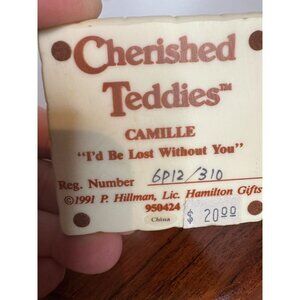 Cherished
Teddies™
CAMILLE
"I'd Be Lost Without You"
Reg. Number 6P12/310
©1991 P. Hillman, Lic. Hamilton Gifts
950424
China
$ 20.00